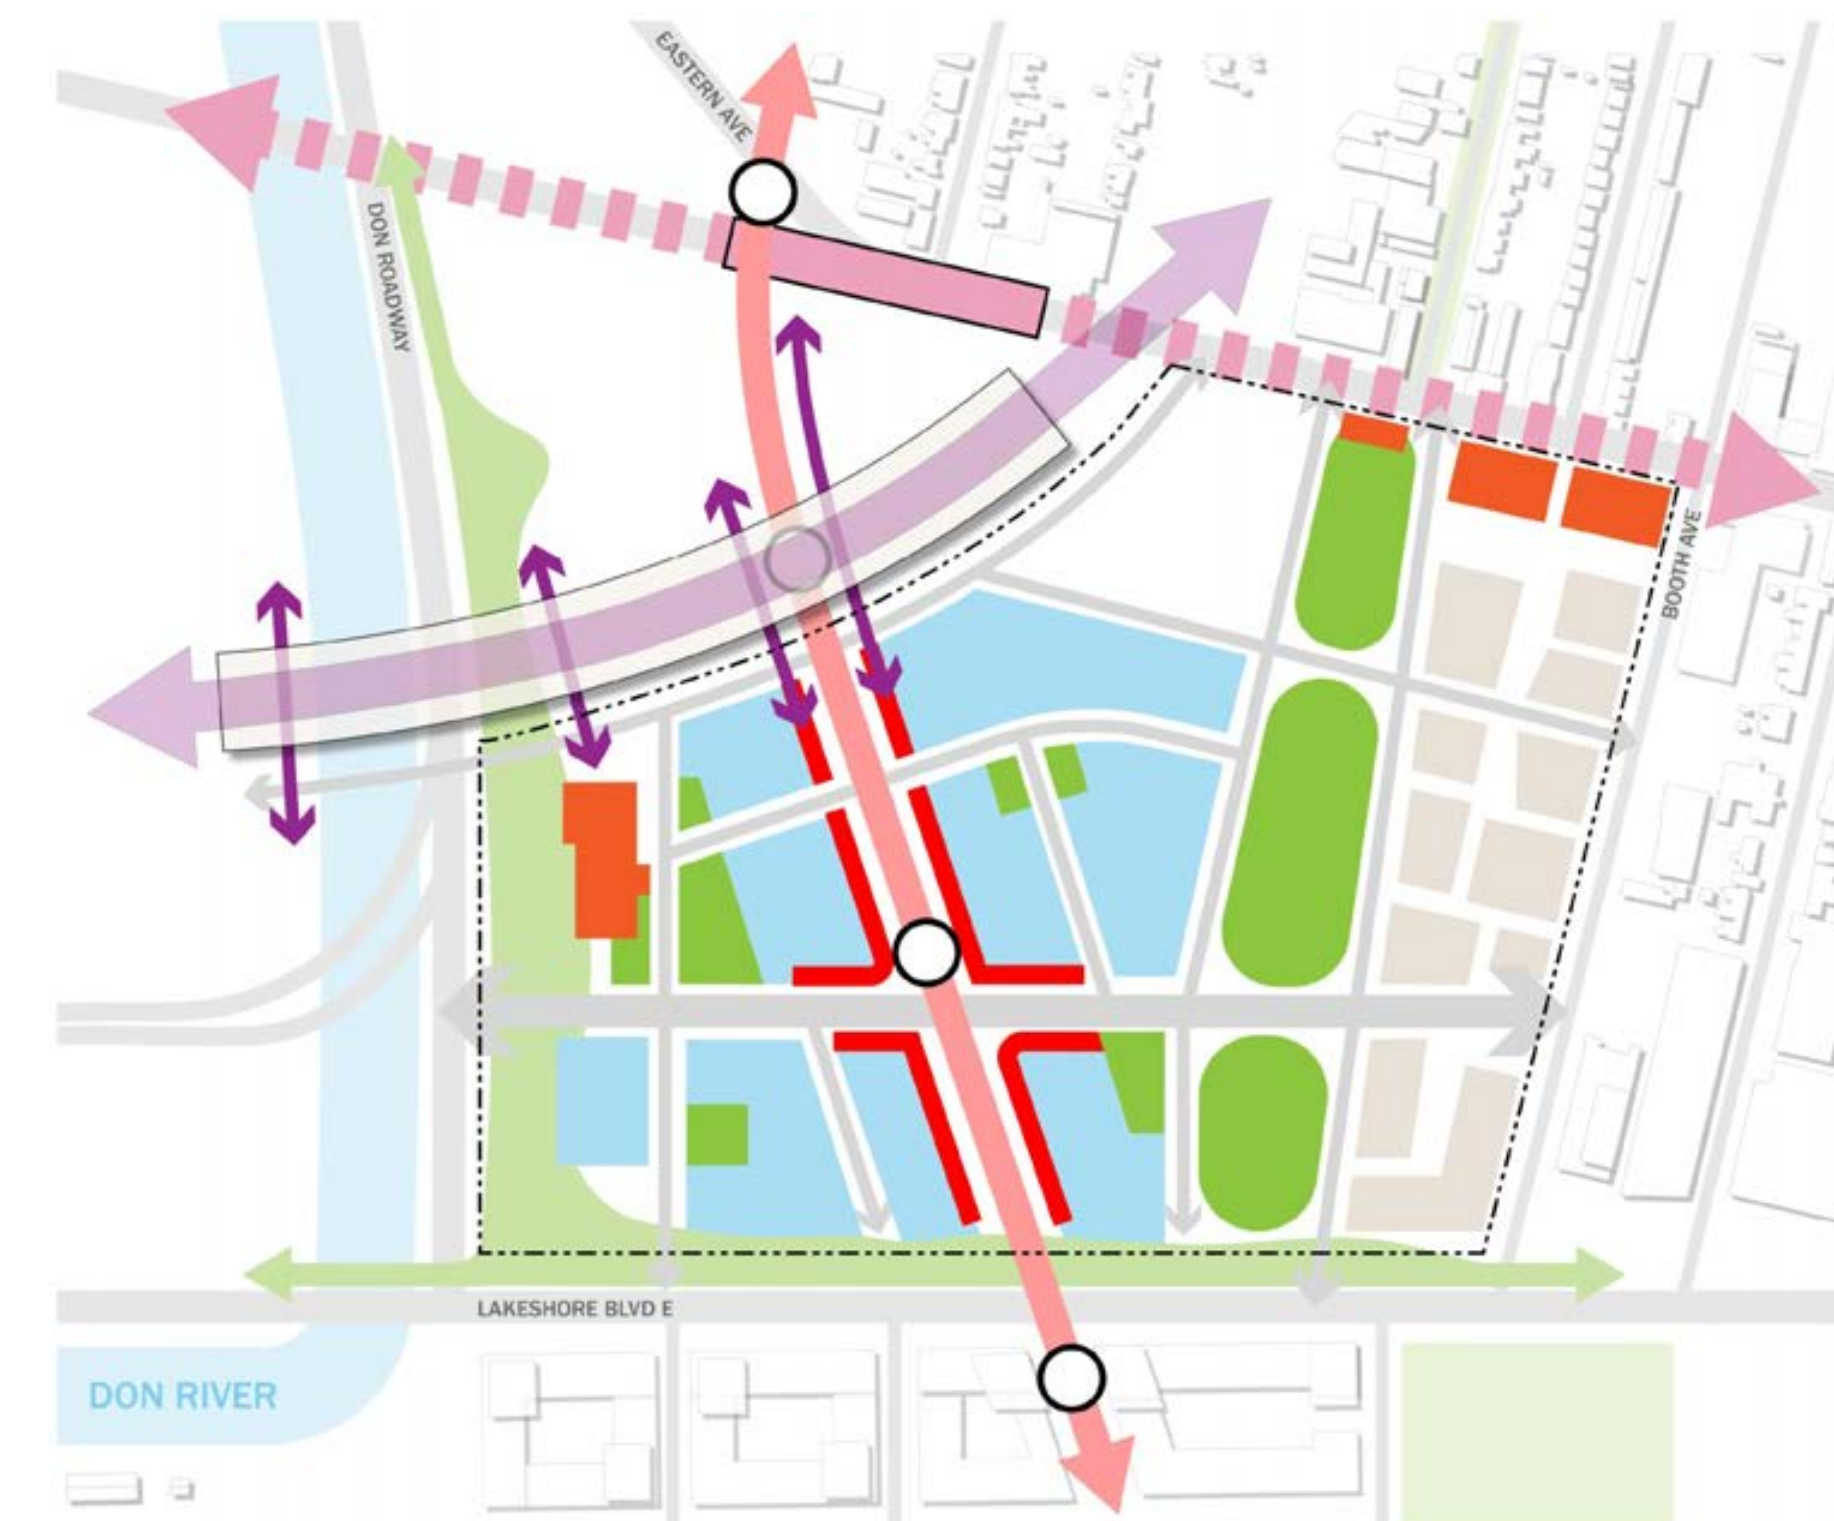 EASTERN AVE
DON ROADWAY
BOOTH AVE
LAKESHORE BLVD E
DON RIVER